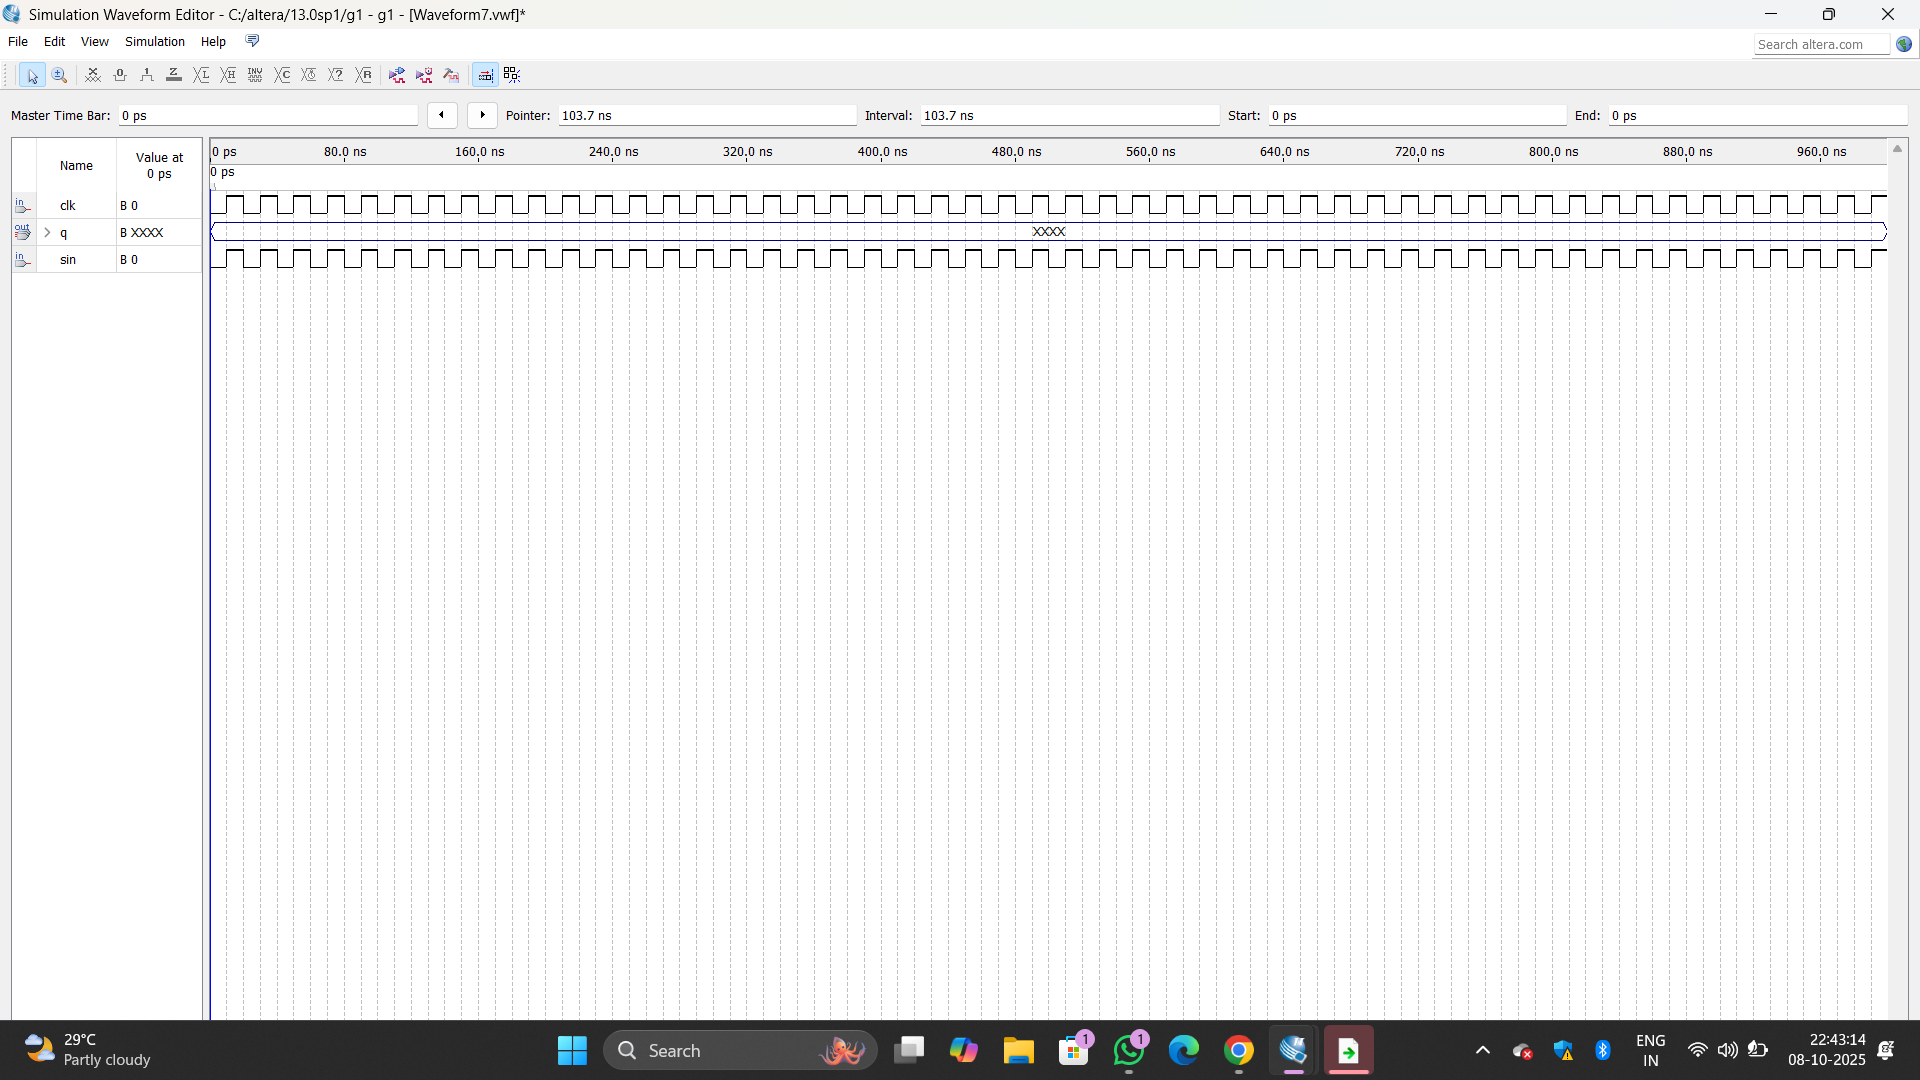 Simulation Waveform Editor - C:/altera/13.0sp1/g1 - g1 - [Waveform7.vwf]*
File Edit View Simulation Help
Search altera.com
Master Time Bar: 0 ps Pointer: 103.7 ns Interval: 103.7 ns Start: 0 ps End: 0 ps
Name Value at 0 ps
0 ps 80.0 ns 160.0 ns 240.0 ns 320.0 ns 400.0 ns 480.0 ns 560.0 ns 640.0 ns 720.0 ns 800.0 ns 880.0 ns 960.0 ns
0 ps
in clk B 0
out q B XXXX XXXX
in sin B 0
29°C
Partly cloudy
Search
1
1
ENG
IN
22:43:14
08-10-2025